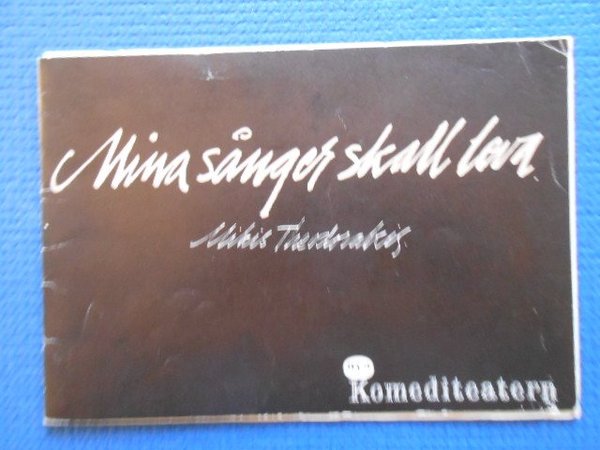 Mina sånger skall leva
Mikis Theodorakis
Komediteatern